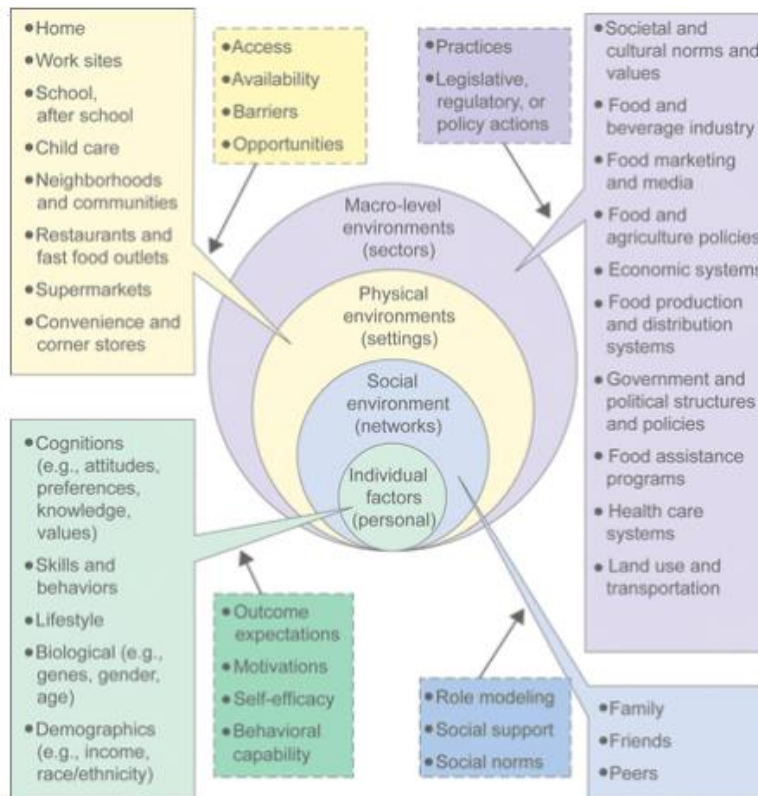 •Home
•Work sites
•School,
after school
•Child care
•Neighborhoods
and communities
•Restaurants and
fast food outlets
•Supermarkets
•Convenience and
corner stores
•Access
•Availability
•Barriers
•Opportunities
•Practices
•Legislative,
regulatory, or
policy actions
•Societal and
cultural norms and
values
•Food and
beverage industry
•Food marketing
and media
•Food and
agriculture policies
•Economic systems
•Food production
and distribution
systems
•Government and
political structures
and policies
•Food assistance
programs
•Health care
systems
•Land use and
transportation
Macro-level
environments
(sectors)
Physical
environments
(settings)
Social
environment
(networks)
Individual
factors
(personal)
•Cognitions
(e.g., attitudes,
preferences,
knowledge,
values)
•Skills and
behaviors
•Lifestyle
•Biological (e.g.,
genes, gender,
age)
•Demographics
(e.g., income,
race/ethnicity)
•Outcome
expectations
•Motivations
•Self-efficacy
•Behavioral
capability
•Role modeling
•Social support
•Social norms
•Family
•Friends
•Peers